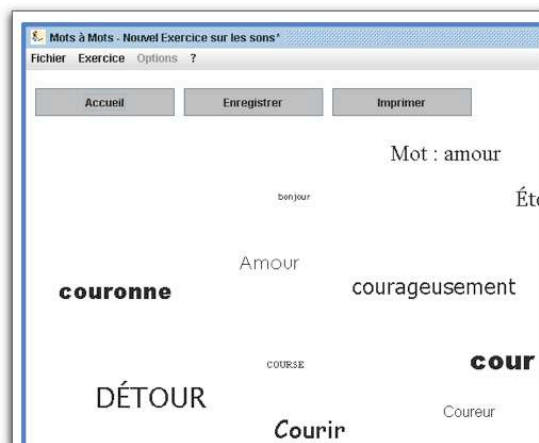 Mots à Mots - Nouvel Exercice sur les sons*
Fichier Exercice Options ?
Accueil Enregistrer Imprimer
Mot : amour
bonjour
Amour
couronne
courageusement
COURSE
cour
DÉTOUR
Coureur
Courir